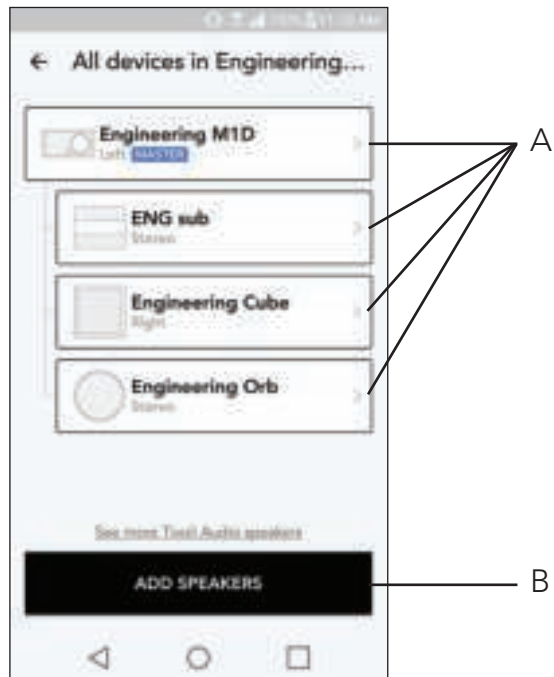 ← All devices in Engineering...
Engineering M1D
Left MASTER
ENG sub
Stereo
Engineering Cube
Right
Engineering Orb
Stereo
See more Tivoli Audio speakers
ADD SPEAKERS
A
B